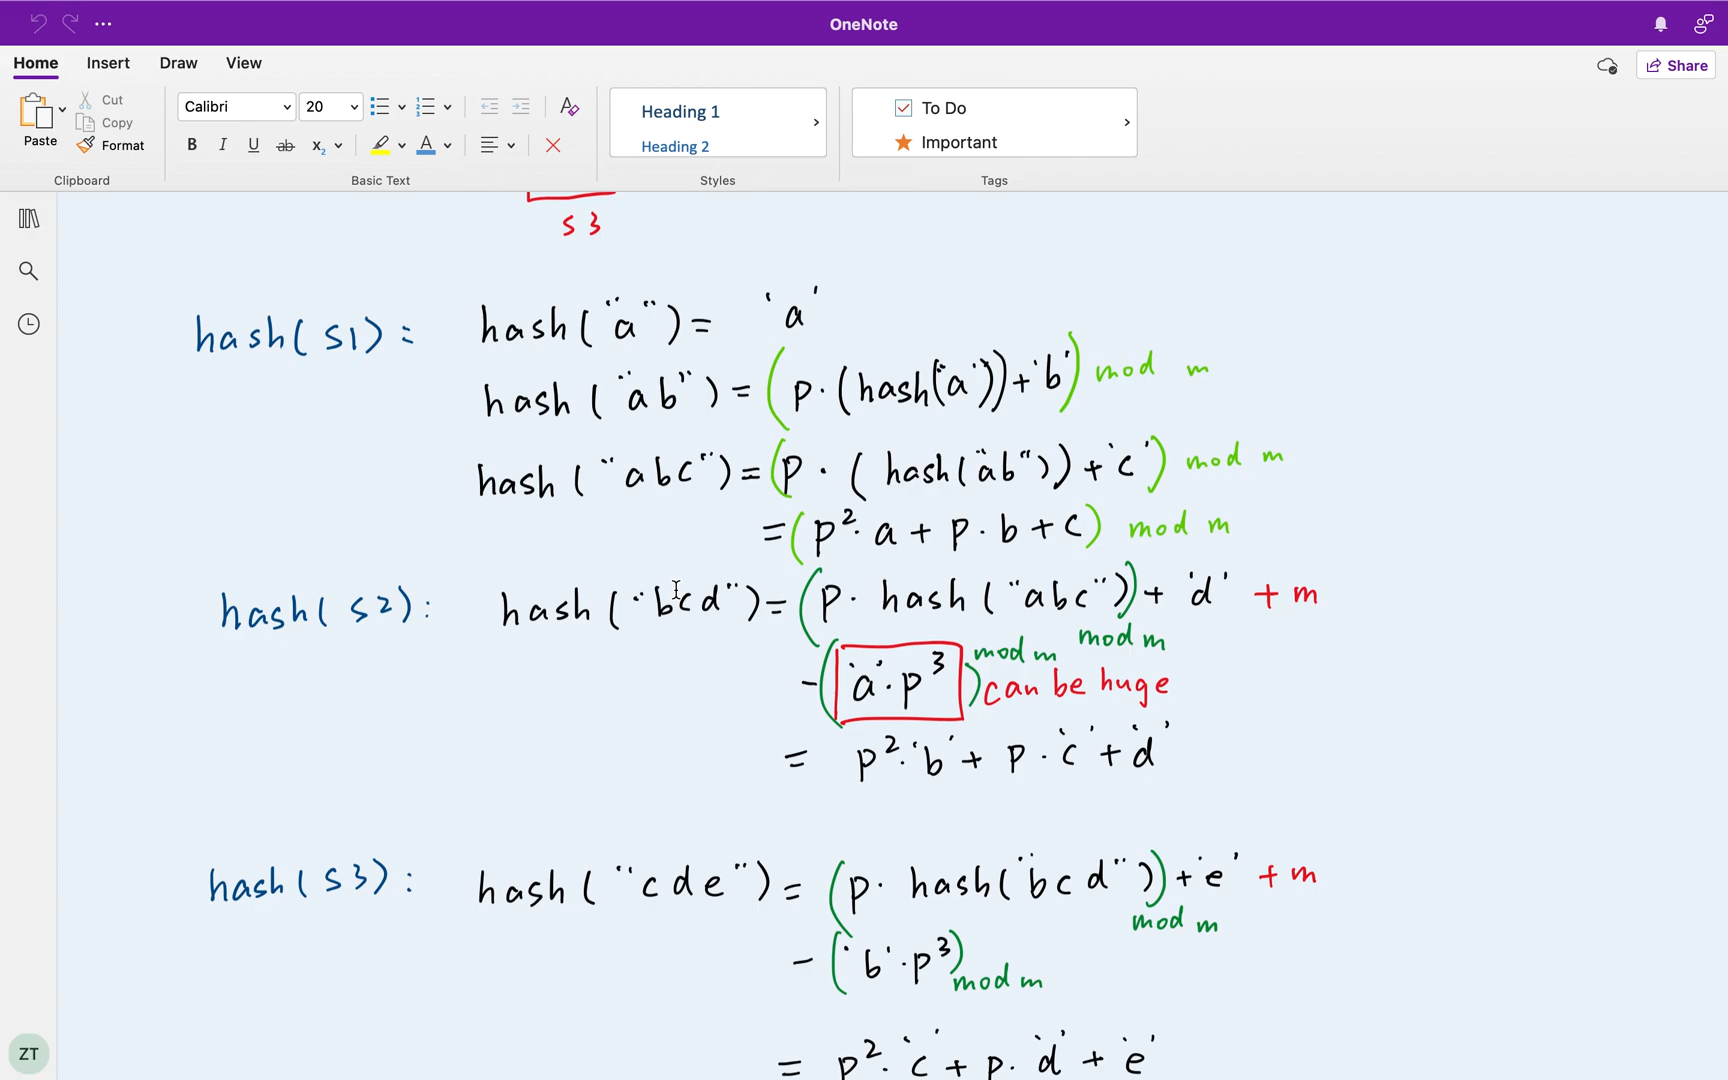 OneNote
Home Insert Draw View Share
Paste Cut Copy Format Clipboard
Calibri 20
B I U ab x₂ A
Basic Text
Heading 1
Heading 2
Styles
To Do
Important
Tags
s3
hash(s1): hash("a") = 'a'
hash("ab") = (p·(hash("a"))+'b') mod m
hash("abc") = (p·(hash("ab"))+'c') mod m
= (p²·a + p·b + c) mod m
hash(s2): hash("bcd") = (p·hash("abc")) + 'd' + m
mod m
- ('a'·p³) mod m can be huge
= p²·'b' + p·'c' + 'd'
hash(s3): hash("cde") = (p·hash("bcd")) + 'e' + m
mod m
- ('b'·p³) mod m
= p²·'c' + p·'d' + 'e'
ZT